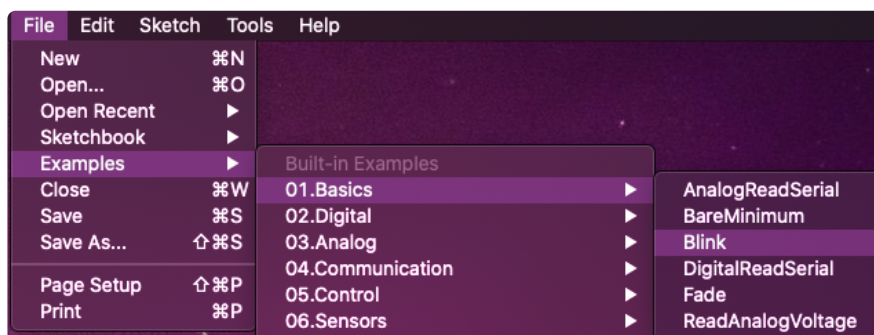 File Edit Sketch Tools Help
New ⌘N
Open... ⌘O
Open Recent ▶
Sketchbook ▶
Examples ▶
Close ⌘W
Save ⌘S
Save As... ⇧⌘S
Page Setup ⇧⌘P
Print ⌘P
Built-in Examples
01.Basics ▶
02.Digital ▶
03.Analog ▶
04.Communication ▶
05.Control ▶
06.Sensors ▶
AnalogReadSerial
BareMinimum
Blink
DigitalReadSerial
Fade
ReadAnalogVoltage